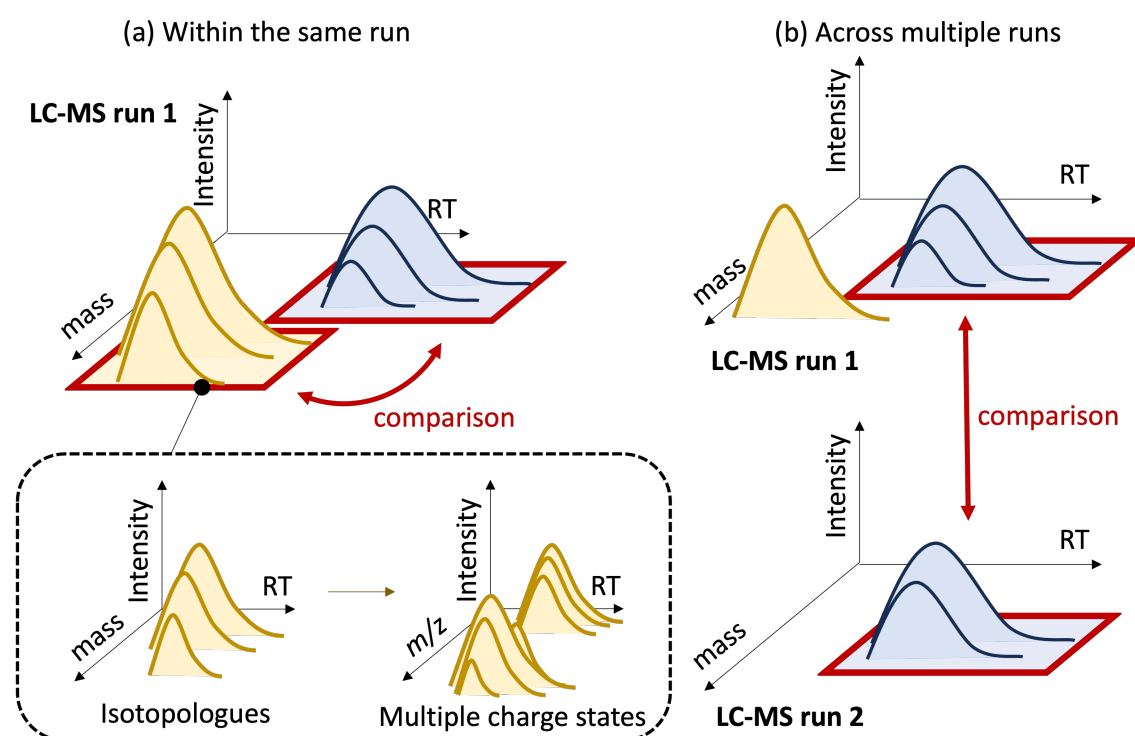 (a) Within the same run
LC-MS run 1
Intensity
RT
mass
comparison
Intensity
RT
mass
Isotopologues
Intensity
RT
m/z
Multiple charge states
(b) Across multiple runs
Intensity
RT
mass
LC-MS run 1
comparison
Intensity
RT
mass
LC-MS run 2